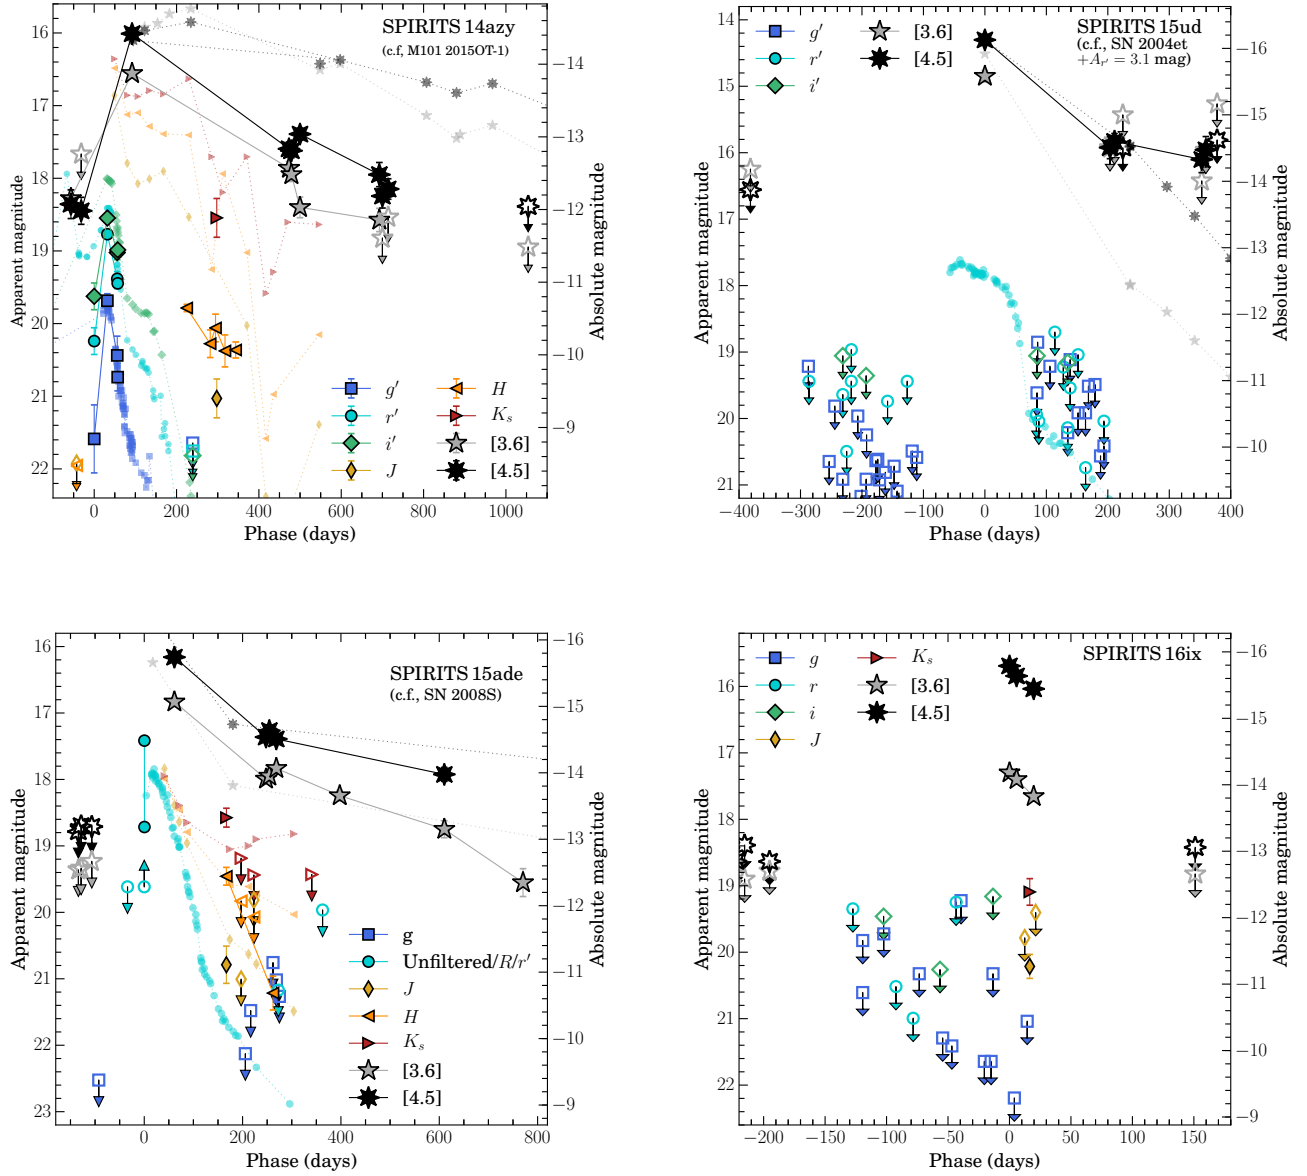 SPIRITS 14azy
(c.f, M101 2015OT-1)
16
17
18
19
20
21
22
Apparent magnitude
−14
−13
−12
−11
−10
−9
Absolute magnitude
g′
r′
i′
J
H
K_s
[3.6]
[4.5]
0
200
400
600
800
1000
Phase (days)
SPIRITS 15ud
(c.f., SN 2004et
+A_r′ = 3.1 mag)
g′
r′
i′
[3.6]
[4.5]
14
15
16
17
18
19
20
21
Apparent magnitude
−16
−15
−14
−13
−12
−11
−10
Absolute magnitude
−400
−300
−200
−100
0
100
200
300
400
Phase (days)
SPIRITS 15ade
(c.f., SN 2008S)
16
17
18
19
20
21
22
23
Apparent magnitude
−16
−15
−14
−13
−12
−11
−10
−9
Absolute magnitude
g
Unfiltered/R/r′
J
H
K_s
[3.6]
[4.5]
0
200
400
600
800
Phase (days)
SPIRITS 16ix
g
r
i
J
K_s
[3.6]
[4.5]
16
17
18
19
20
21
22
Apparent magnitude
−16
−15
−14
−13
−12
−11
−10
−9
Absolute magnitude
−200
−150
−100
−50
0
50
100
150
Phase (days)